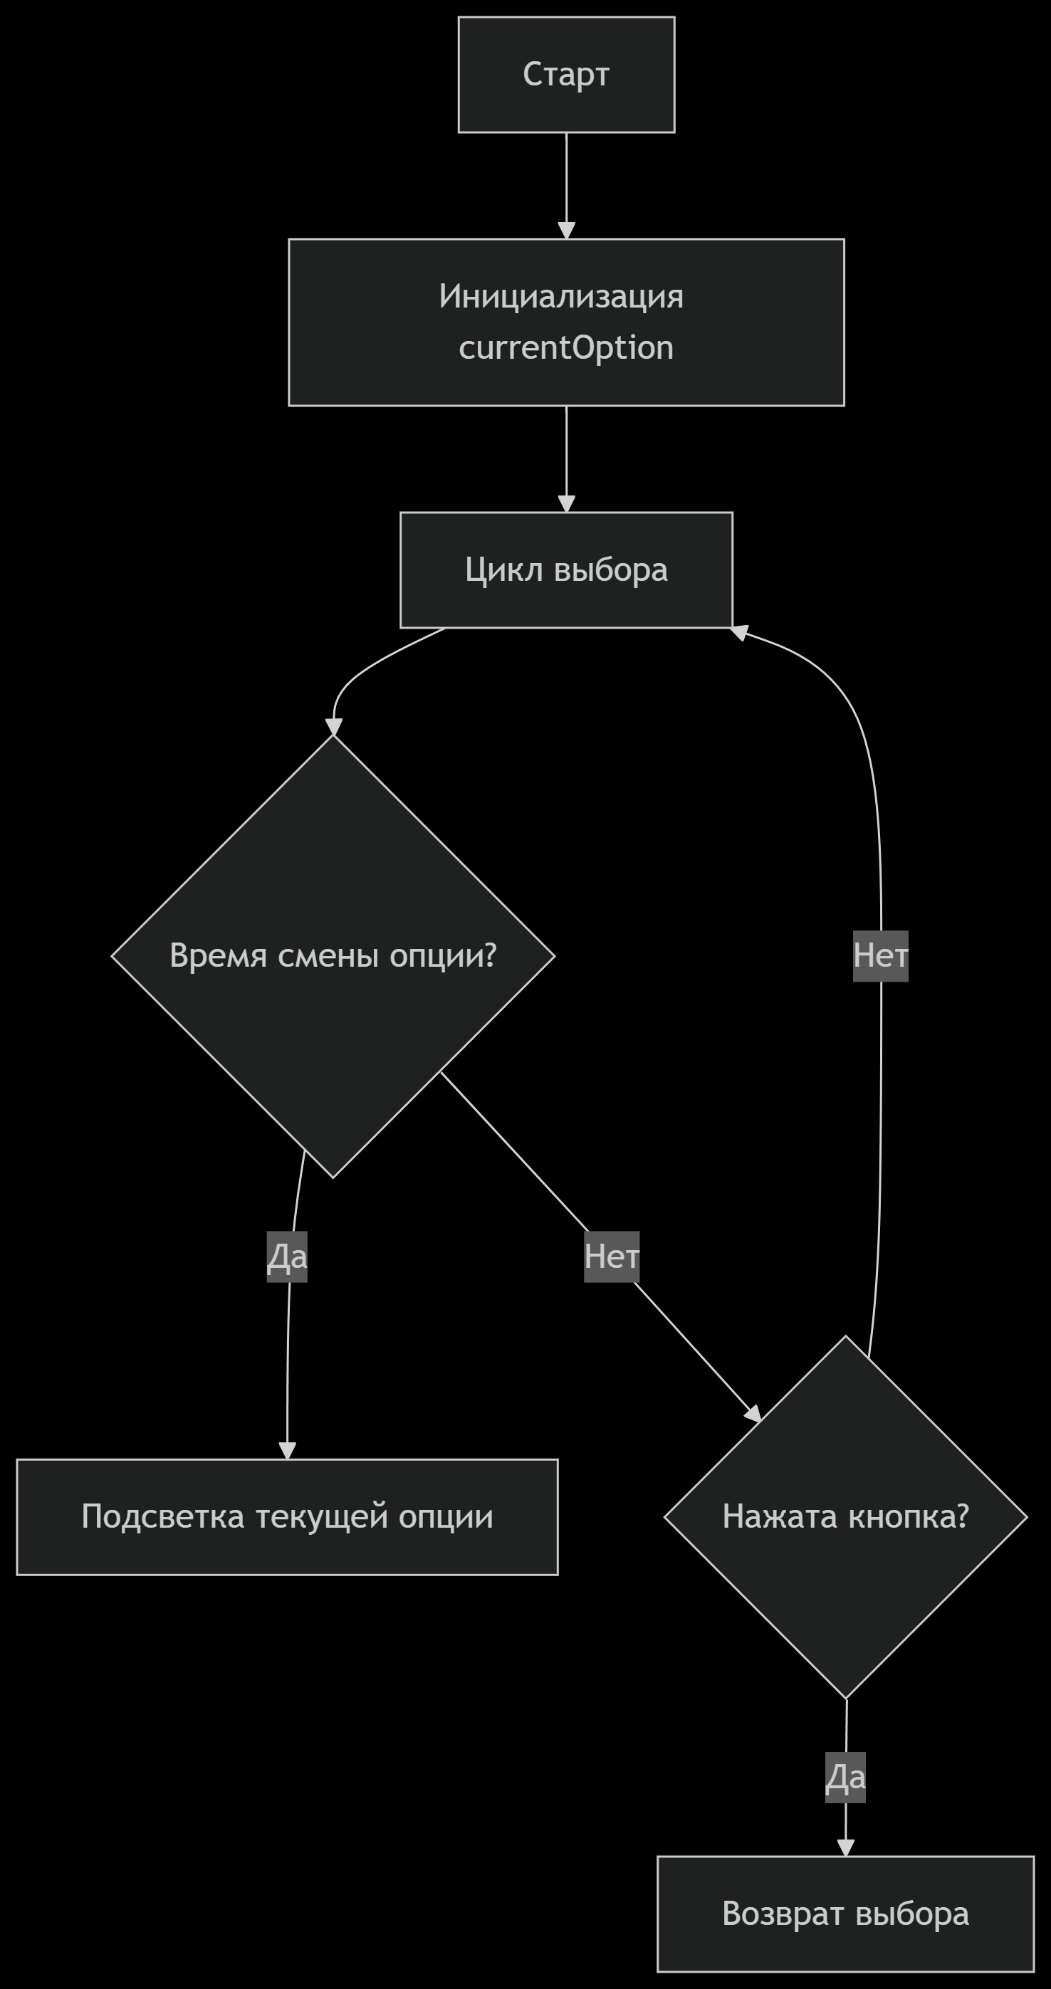 Старт
Инициализация
currentOption
Цикл выбора
Время смены опции?
Нет
Да
Нет
Подсветка текущей опции
Нажата кнопка?
Да
Возврат выбора